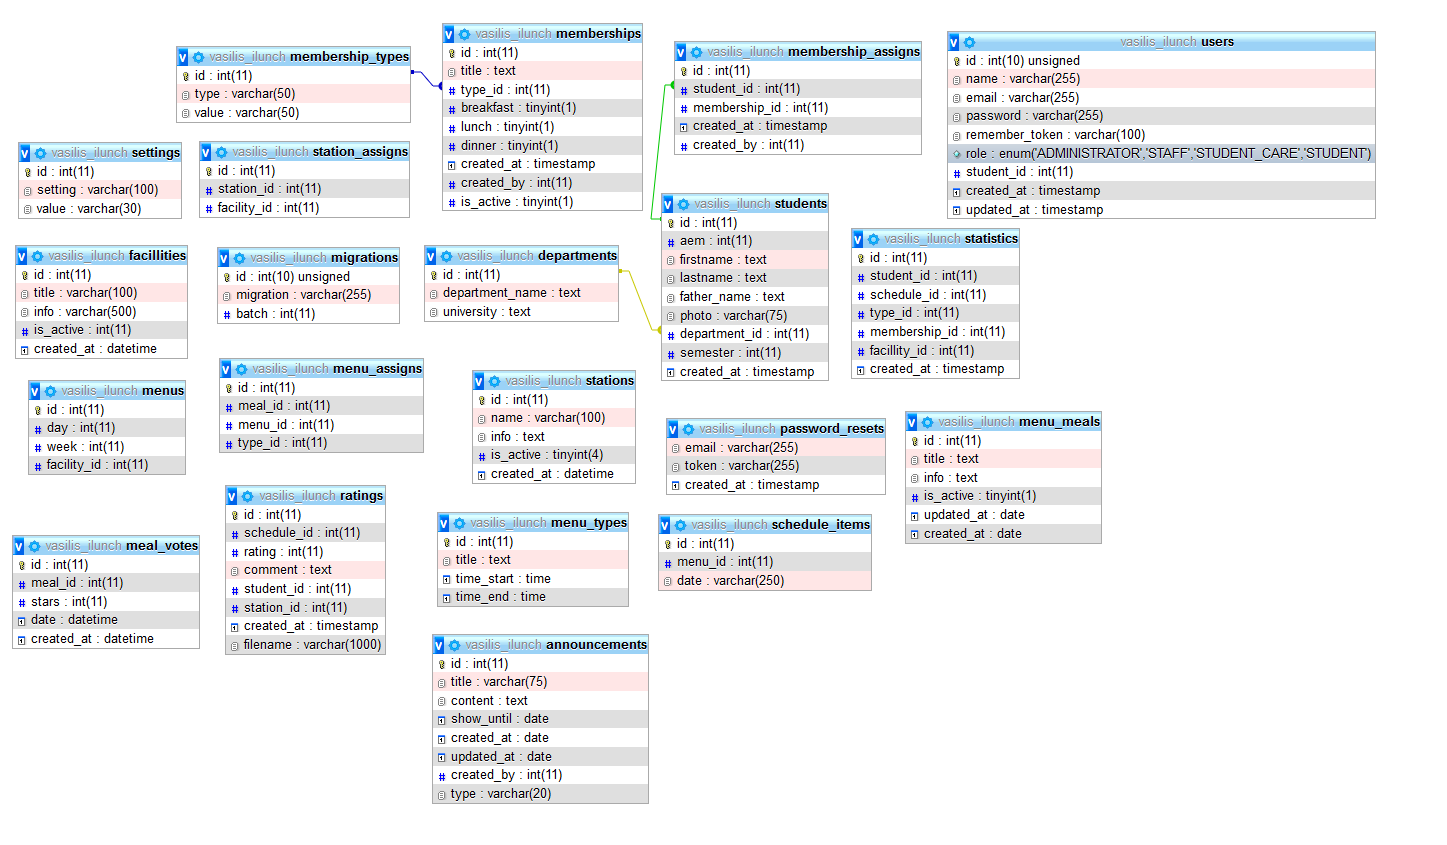 vasilis_ilunch membership_types
id : int(11)
type : varchar(50)
value : varchar(50)
vasilis_ilunch memberships
id : int(11)
title : text
type_id : int(11)
breakfast : tinyint(1)
lunch : tinyint(1)
dinner : tinyint(1)
created_at : timestamp
created_by : int(11)
is_active : tinyint(1)
vasilis_ilunch membership_assigns
id : int(11)
student_id : int(11)
membership_id : int(11)
created_at : timestamp
created_by : int(11)
vasilis_ilunch users
id : int(10) unsigned
name : varchar(255)
email : varchar(255)
password : varchar(255)
remember_token : varchar(100)
role : enum('ADMINISTRATOR','STAFF','STUDENT_CARE','STUDENT')
student_id : int(11)
created_at : timestamp
updated_at : timestamp
vasilis_ilunch settings
id : int(11)
setting : varchar(100)
value : varchar(30)
vasilis_ilunch station_assigns
id : int(11)
station_id : int(11)
facility_id : int(11)
vasilis_ilunch students
id : int(11)
aem : int(11)
firstname : text
lastname : text
father_name : text
photo : varchar(75)
department_id : int(11)
semester : int(11)
created_at : timestamp
vasilis_ilunch statistics
id : int(11)
student_id : int(11)
schedule_id : int(11)
type_id : int(11)
membership_id : int(11)
facillity_id : int(11)
created_at : timestamp
vasilis_ilunch facillities
id : int(11)
title : varchar(100)
info : varchar(500)
is_active : int(11)
created_at : datetime
vasilis_ilunch migrations
id : int(10) unsigned
migration : varchar(255)
batch : int(11)
vasilis_ilunch departments
id : int(11)
department_name : text
university : text
vasilis_ilunch menus
id : int(11)
day : int(11)
week : int(11)
facility_id : int(11)
vasilis_ilunch menu_assigns
id : int(11)
meal_id : int(11)
menu_id : int(11)
type_id : int(11)
vasilis_ilunch stations
id : int(11)
name : varchar(100)
info : text
is_active : tinyint(4)
created_at : datetime
vasilis_ilunch password_resets
email : varchar(255)
token : varchar(255)
created_at : timestamp
vasilis_ilunch menu_meals
id : int(11)
title : text
info : text
is_active : tinyint(1)
updated_at : date
created_at : date
vasilis_ilunch meal_votes
id : int(11)
meal_id : int(11)
stars : int(11)
date : datetime
created_at : datetime
vasilis_ilunch ratings
id : int(11)
schedule_id : int(11)
rating : int(11)
comment : text
student_id : int(11)
station_id : int(11)
created_at : timestamp
filename : varchar(1000)
vasilis_ilunch menu_types
id : int(11)
title : text
time_start : time
time_end : time
vasilis_ilunch schedule_items
id : int(11)
menu_id : int(11)
date : varchar(250)
vasilis_ilunch announcements
id : int(11)
title : varchar(75)
content : text
show_until : date
created_at : date
updated_at : date
created_by : int(11)
type : varchar(20)